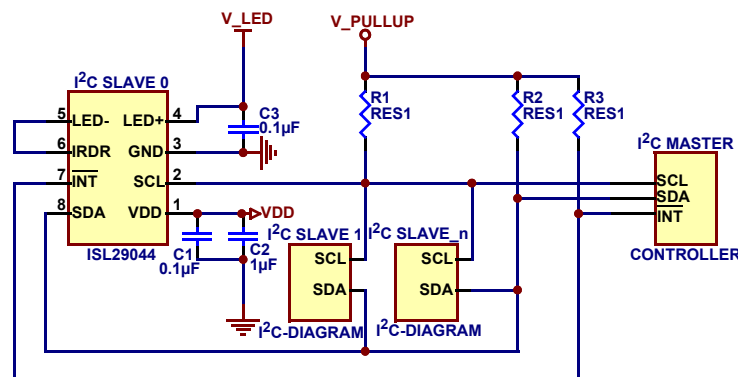 V_LED
V_PULLUP
I²C SLAVE 0
5
LED-
LED+
4
6
IRDR
GND
3
7
INT
SCL
2
8
SDA
VDD
1
ISL29044
C3
0.1µF
VDD
C1
0.1µF
C2
1µF
R1
RES1
R2
RES1
R3
RES1
I²C SLAVE 1
SCL
SDA
I²C-DIAGRAM
I²C SLAVE_n
SCL
SDA
I²C-DIAGRAM
I²C MASTER
SCL
SDA
INT
CONTROLLER